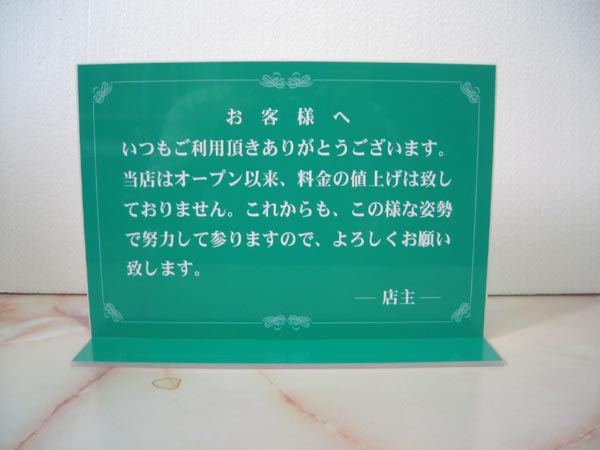 お客様へ
いつもご利用頂きありがとうございます。
当店はオープン以来、料金の値上げは致し
ておりません。これからも、この様な姿勢
で努力して参りますので、よろしくお願い
致します。
― 店主 ―